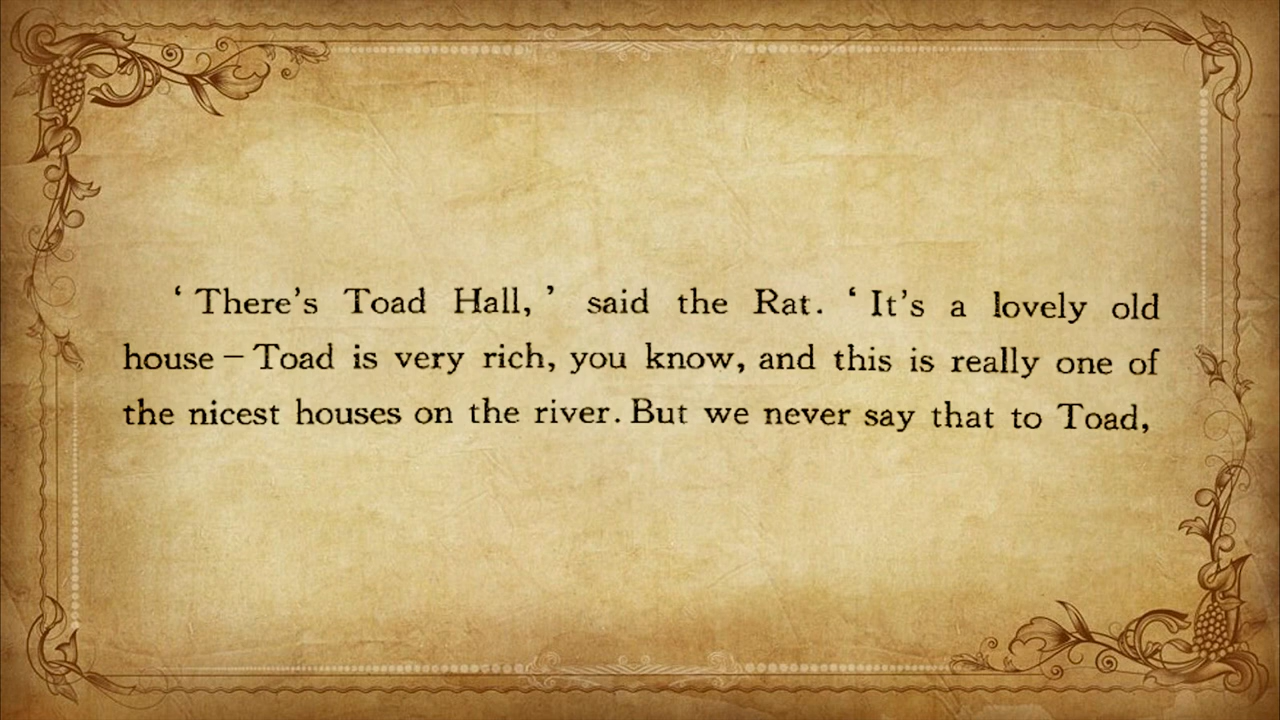 ‘ There’s Toad Hall, ’ said the Rat. ‘ It’s a lovely old
house – Toad is very rich, you know, and this is really one of
the nicest houses on the river. But we never say that to Toad,